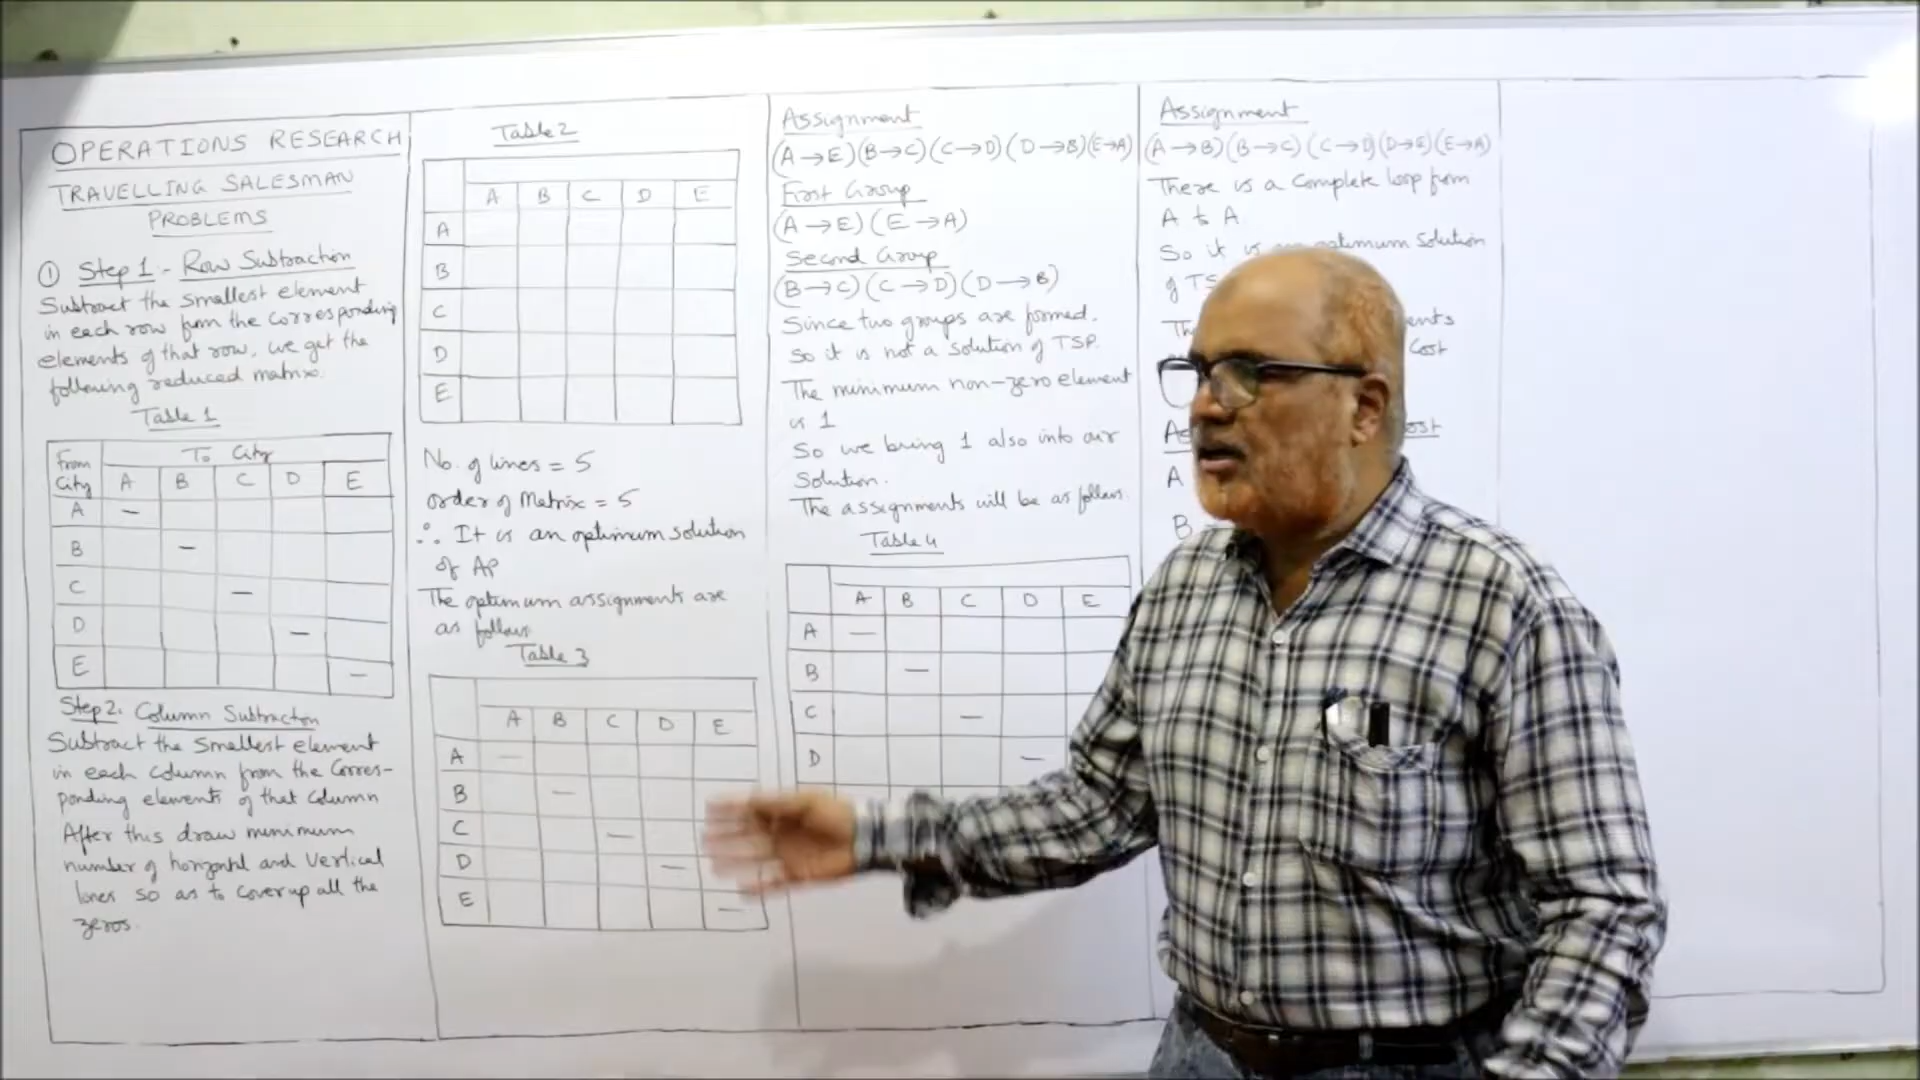 OPERATIONS RESEARCH
TRAVELLING SALESMAN
PROBLEMS
① Step 1:- Row Subtraction
Subtract the smallest element
in each row from the corresponding
elements of that row, we get the
following reduced matrix.
Table 1
From City
To City
A B C D E
A —
B —
C —
D —
E —
Step 2. Column Subtraction
Subtract the smallest element
in each column from the Corres-
ponding elements of that column
After this draw minimum
number of horizontal and vertical
lines so as to cover up all the
zeros.
Table 2
A B C D E
A
B
C
D
E
No. of lines = 5
order of Matrix = 5
∴ It is an optimum solution
of AP
The optimum assignments are
as follows
Table 3
A B C D E
A —
B —
C —
D —
E —
Assignment
(A→E)(B→C)(C→D)(D→B)(E→A)
First Group
(A→E)(E→A)
Second Group
(B→C)(C→D)(D→B)
Since two groups are formed.
So it is not a solution of TSP.
The minimum non-zero element
is 1
So we bring 1 also into our
Solution.
The assignments will be as follows.
Table 4
A B C D E
A —
B —
C —
D —
Assignment
(A→B)(B→C)(C→D)(D→E)(E→A)
There is a complete loop from
A to A
So it is optimum solution
of
cost
A
B